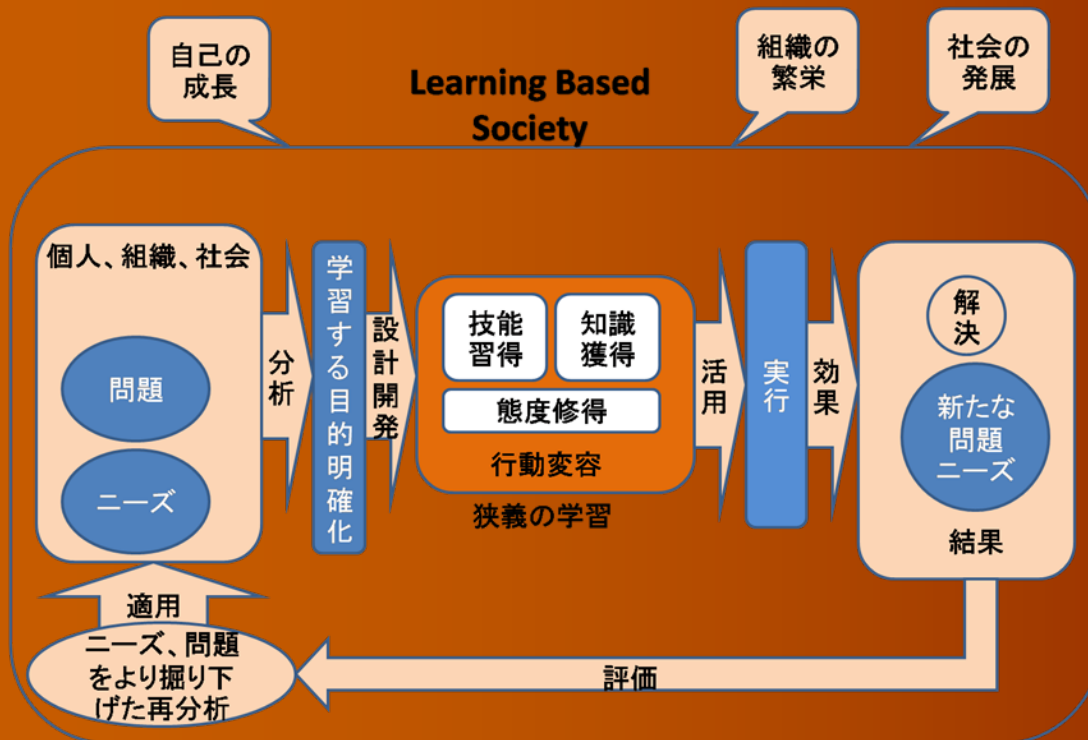 自己の
成長
Learning Based
Society
組織の
繁栄
社会の
発展
個人、組織、社会
問題
ニーズ
分析
学習する目的明確化
設計開発
技能
習得
知識
獲得
態度修得
行動変容
狭義の学習
活用
実行
効果
解
決
新たな
問題
ニーズ
結果
適用
ニーズ、問題
をより掘り下
げた再分析
評価